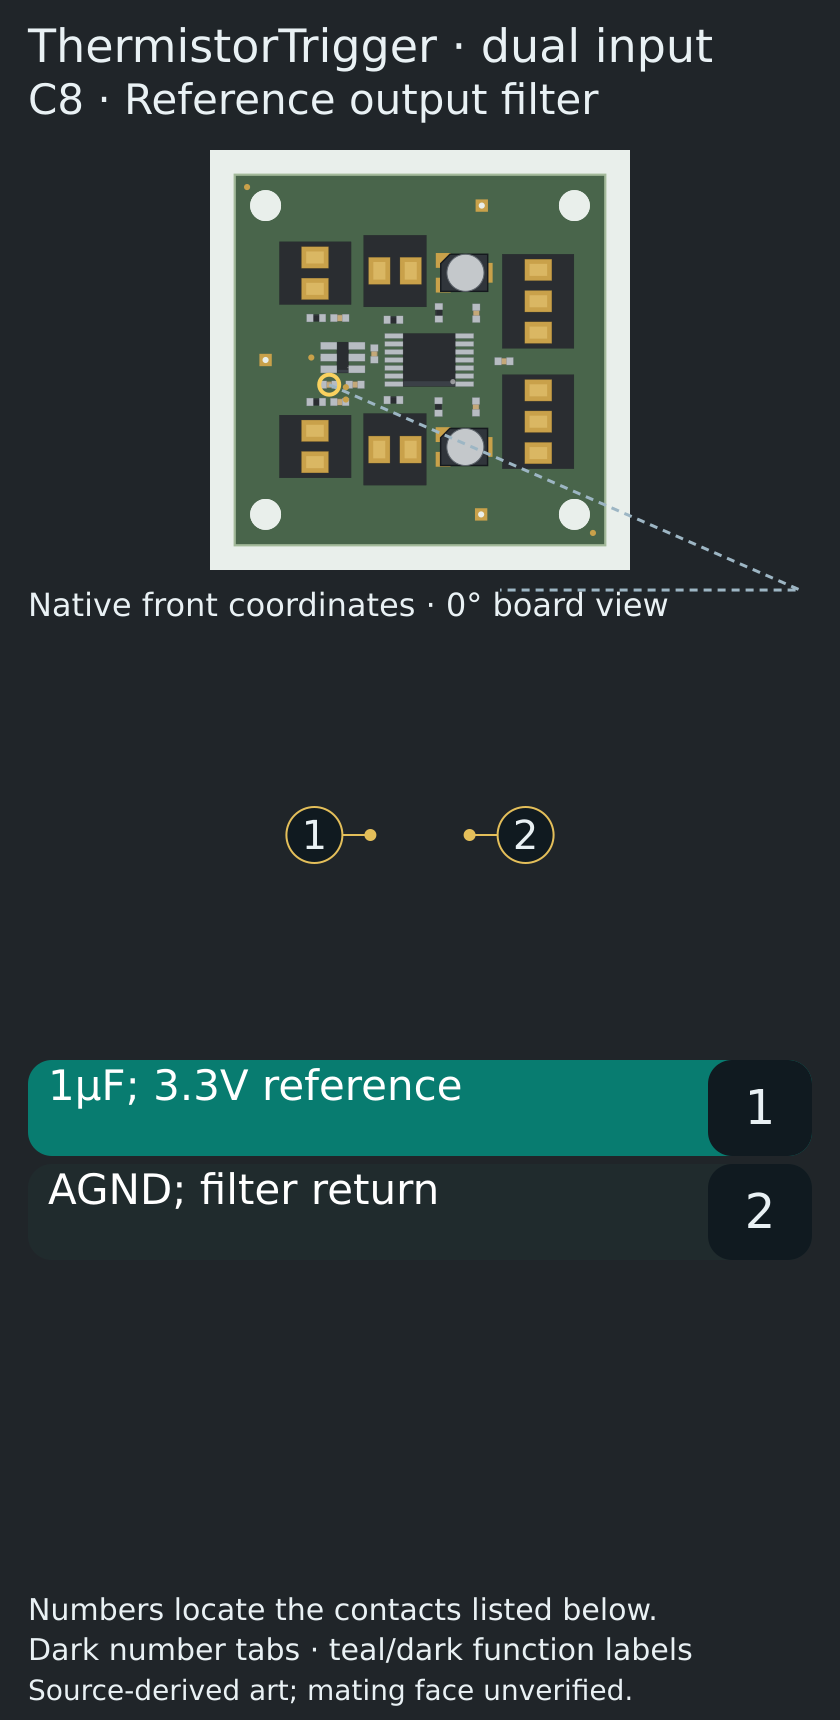 ThermistorTrigger · dual input
C8 · Reference output filter
Native front coordinates · 0° board view
1 2
1µF; 3.3V reference 1
AGND; filter return 2
Numbers locate the contacts listed below.
Dark number tabs · teal/dark function labels
Source-derived art; mating face unverified.